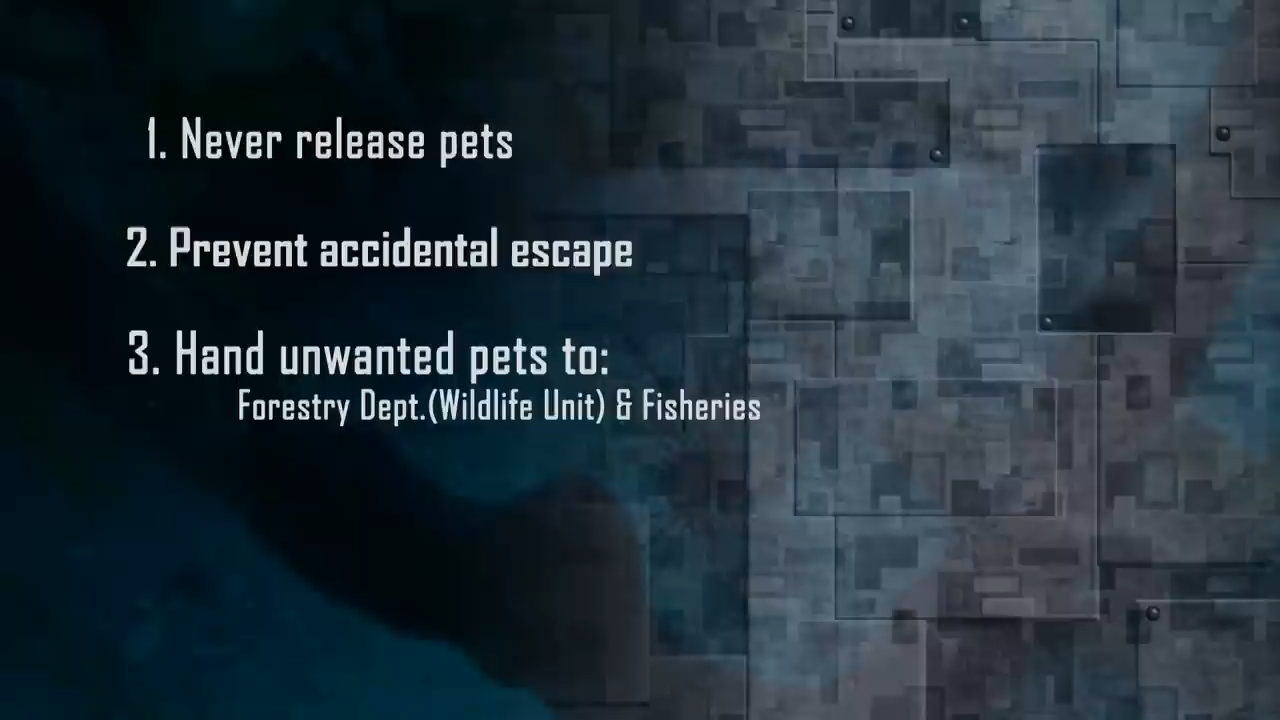 1. Never release pets
2. Prevent accidental escape
3. Hand unwanted pets to:
Forestry Dept.(Wildlife Unit) & Fisheries